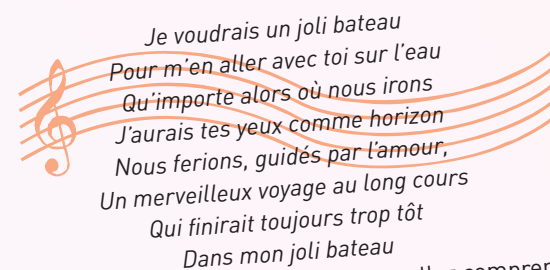 Je voudrais un joli bateau
Pour m'en aller avec toi sur l'eau
Qu'importe alors où nous irons
J'aurais tes yeux comme horizon
Nous ferions, guidés par l'amour,
Un merveilleux voyage au long cours
Qui finirait toujours trop tôt
Dans mon joli bateau